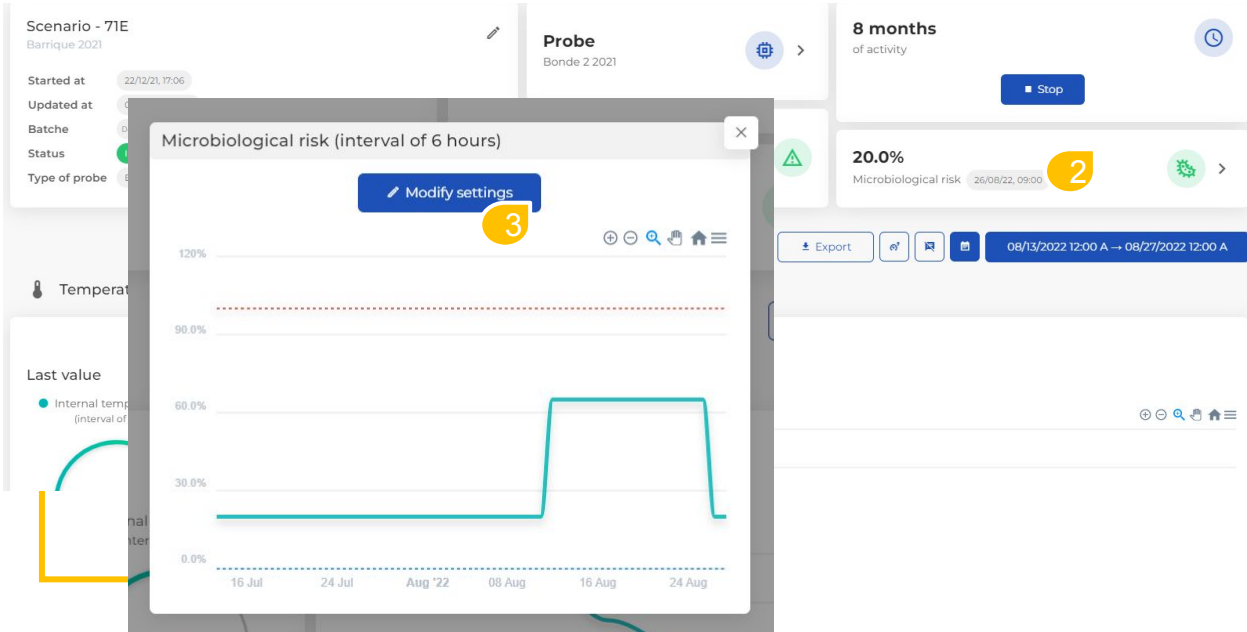 Scenario - 71E
Barrique 2021
Started at 22/12/21, 17:06
Updated at
Batche
Status
Type of probe
Probe
Bonde 2 2021
8 months
of activity
Stop
20.0%
Microbiological risk 26/08/22, 09:00
2
Export
08/13/2022 12:00 A → 08/27/2022 12:00 A
Microbiological risk (interval of 6 hours)
Modify settings
3
120%
90.0%
60.0%
30.0%
0.0%
16 Jul 24 Jul Aug '22 08 Aug 16 Aug 24 Aug
Last value
Internal
(interval of